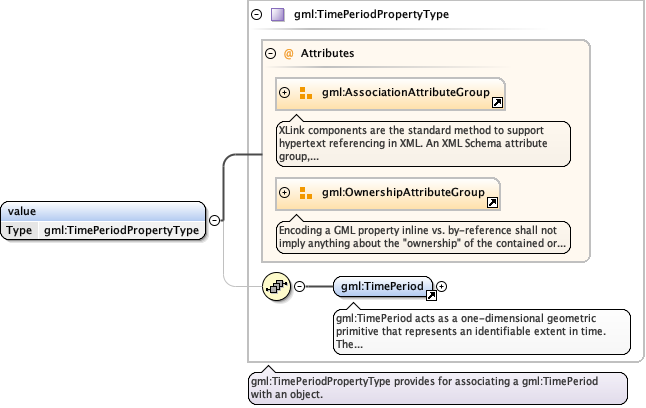 gml:TimePeriodPropertyType
@ Attributes
gml:AssociationAttributeGroup
XLink components are the standard method to support
hypertext referencing in XML. An XML Schema attribute
group,...
gml:OwnershipAttributeGroup
Encoding a GML property inline vs. by-reference shall not
imply anything about the "ownership" of the contained or...
value
Type gml:TimePeriodPropertyType
gml:TimePeriod
gml:TimePeriod acts as a one-dimensional geometric
primitive that represents an identifiable extent in time.
The...
gml:TimePeriodPropertyType provides for associating a gml:TimePeriod
with an object.